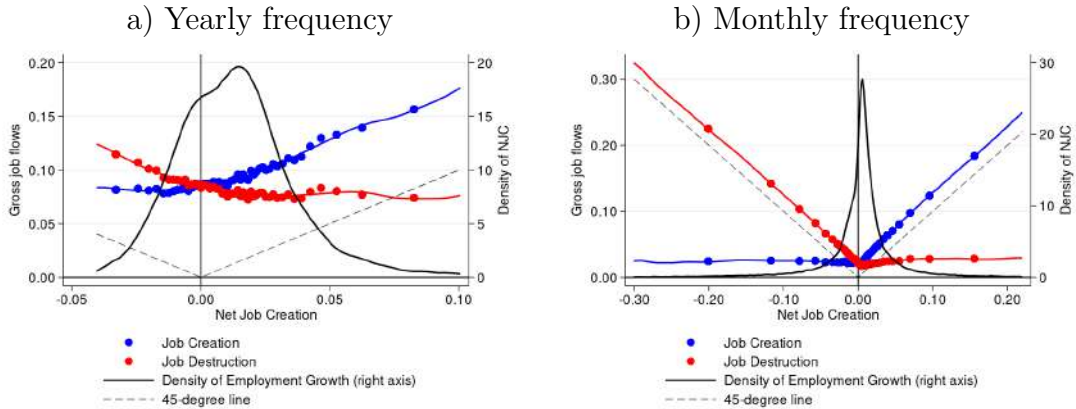 a) Yearly frequency
0.20
0.15
0.10
0.05
0.00
Gross job flows
20
15
10
5
0
Density of NJC
-0.05 0.00 0.05 0.10
Net Job Creation
Job Creation
Job Destruction
Density of Employment Growth (right axis)
45-degree line
b) Monthly frequency
0.30
0.20
0.10
0.00
Gross job flows
30
20
10
0
Density of NJC
-0.30 -0.20 -0.10 0.00 0.10 0.20
Net Job Creation
Job Creation
Job Destruction
Density of Employment Growth (right axis)
45-degree line